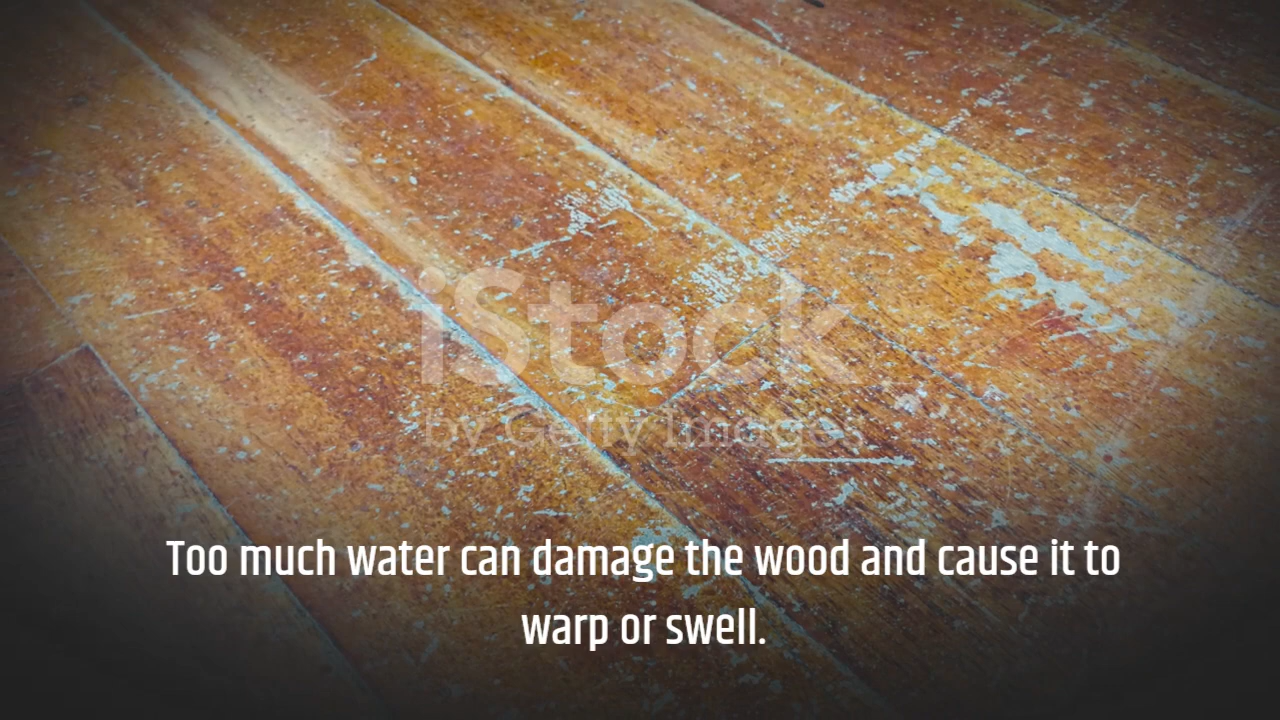 iStock
by Getty Images
Too much water can damage the wood and cause it to
warp or swell.